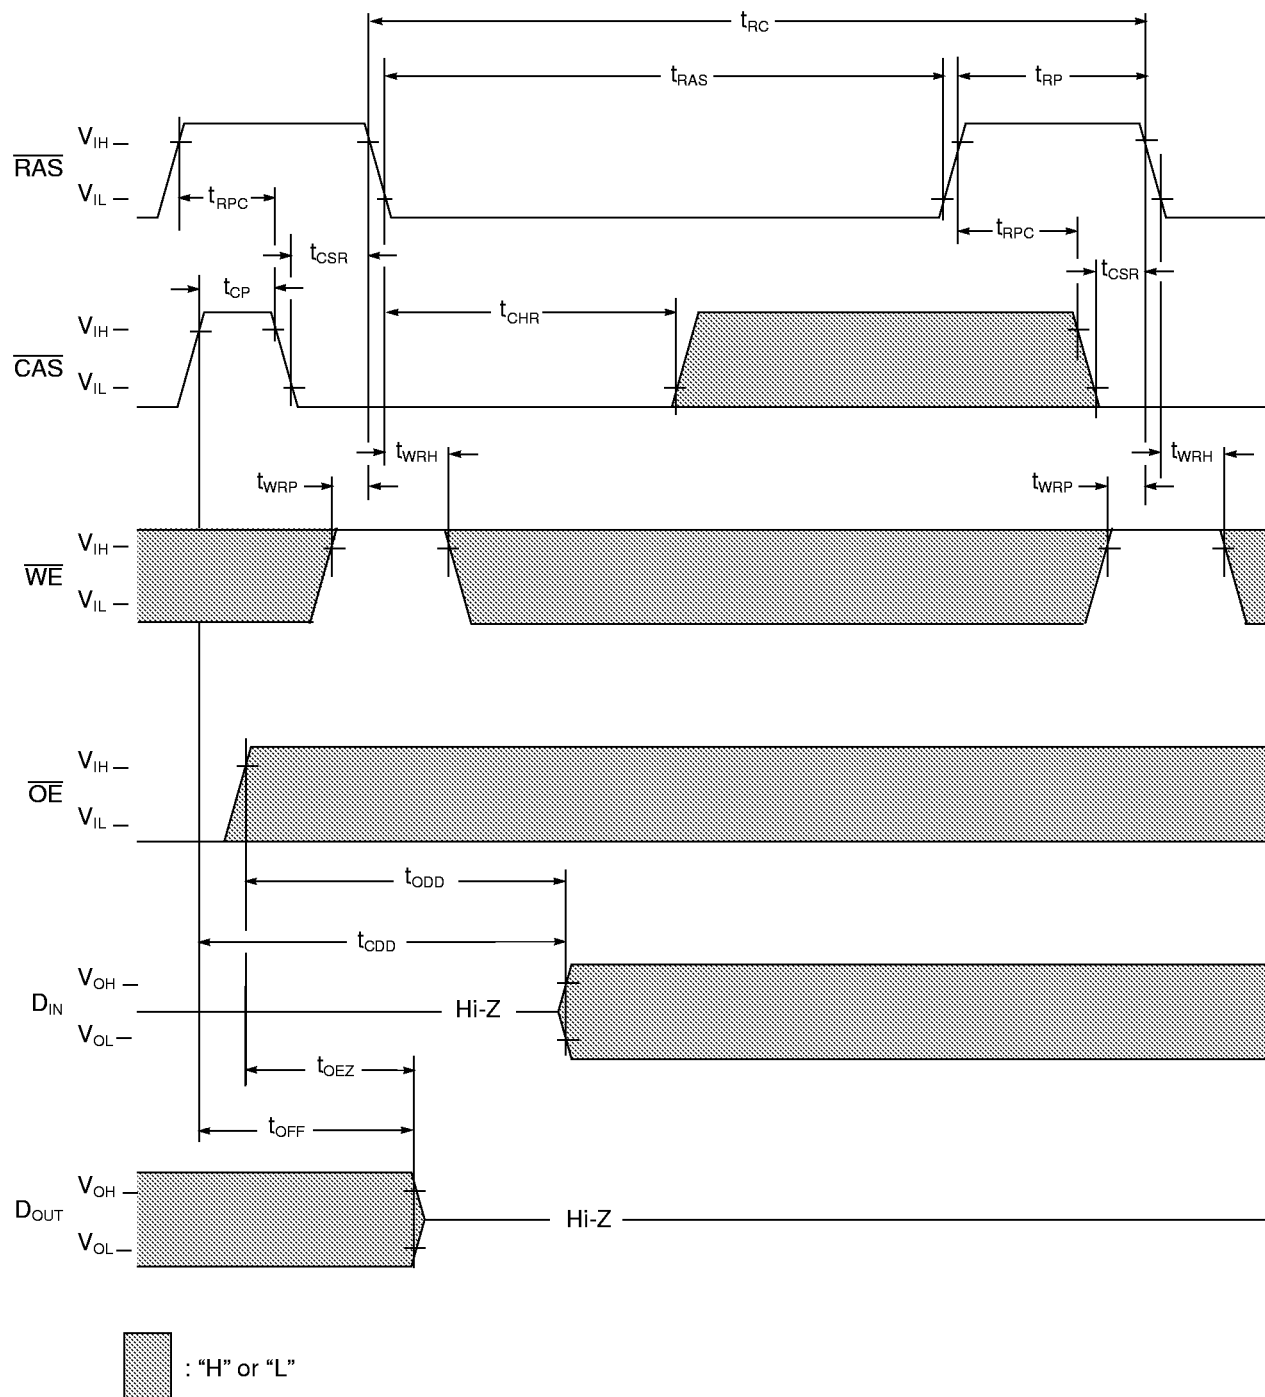 tRC
tRAS
tRP
RAS
VIH
VIL
tRPC
tRPC
tCSR
tCSR
tCP
tCHR
CAS
VIH
VIL
tWRH
tWRH
tWRP
tWRP
WE
VIH
VIL
OE
VIH
VIL
tODD
tCDD
DIN
VOH
Hi-Z
VOL
tOEZ
tOFF
DOUT
VOH
Hi-Z
VOL
: “H” or “L”